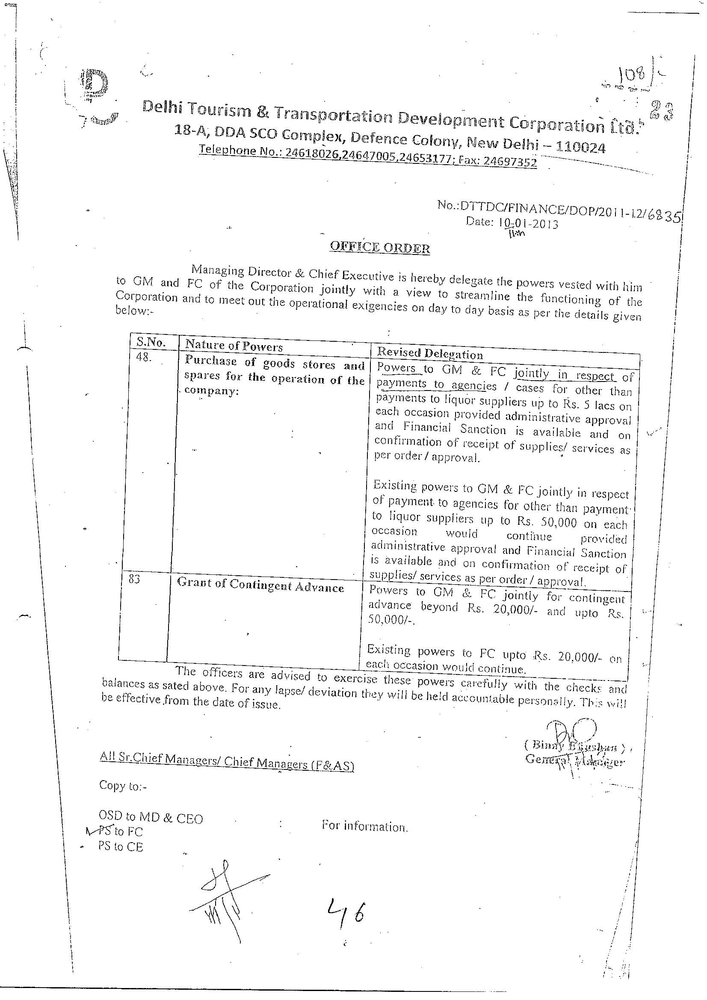 108/-
23
Delhi Tourism & Transportation Development Corporation Ltd.
18-A, DDA SCO Complex, Defence Colony, New Delhi – 110024
Telephone No.: 24618026,24647005,24653177; Fax: 24697352
No.:DTTDC/FINANCE/DOP/2011-12/6835
Date: 10-01-2013
OFFICE ORDER
Managing Director & Chief Executive is hereby delegate the powers vested with him
to GM and FC of the Corporation jointly with a view to streamline the functioning of the
Corporation and to meet out the operational exigencies on day to day basis as per the details given
below:-
S.No.
Nature of Powers
Revised Delegation
48.
Purchase of goods stores and
spares for the operation of the
company:
Powers to GM & FC jointly in respect of
payments to agencies / cases for other than
payments to liquor suppliers up to Rs. 5 lacs on
each occasion provided administrative approval
and Financial Sanction is available and on
confirmation of receipt of supplies/ services as
per order / approval.
Existing powers to GM & FC jointly in respect
of payment to agencies for other than payment
to liquor suppliers up to Rs. 50,000 on each
occasion would continue provided
administrative approval and Financial Sanction
is available and on confirmation of receipt of
supplies/ services as per order / approval.
83
Grant of Contingent Advance
Powers to GM & FC jointly for contingent
advance beyond Rs. 20,000/- and upto Rs.
50,000/-.
Existing powers to FC upto Rs. 20,000/- on
each occasion would continue.
The officers are advised to exercise these powers carefully with the checks and
balances as sated above. For any lapse/ deviation they will be held accountable personally. This will
be effective from the date of issue.
(Binay Bhushan)
General Manager
All Sr.Chief Managers/ Chief Managers (F&AS)
Copy to:-
OSD to MD & CEO : For information.
PS to FC
PS to CE
46